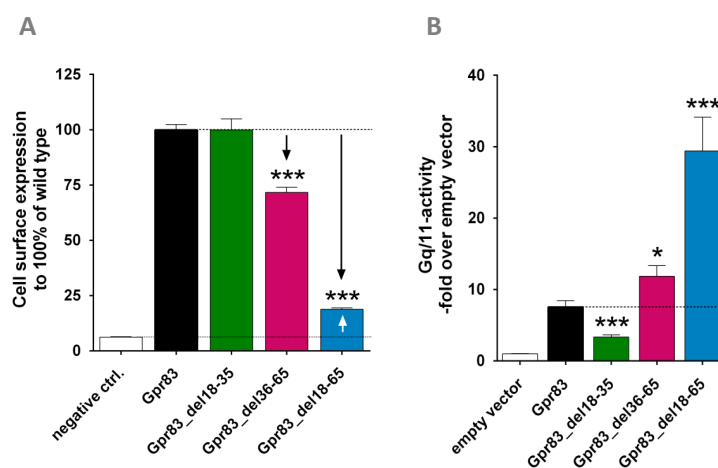 A
Cell surface expression
to 100% of wild type
125
100
75
50
25
0
***
***
negative ctrl.
Gpr83
Gpr83_del18-35
Gpr83_del36-65
Gpr83_del18-65
B
Gq/11-activity
-fold over empty vector
40
30
20
10
0
***
*
***
empty vector
Gpr83
Gpr83_del18-35
Gpr83_del36-65
Gpr83_del18-65